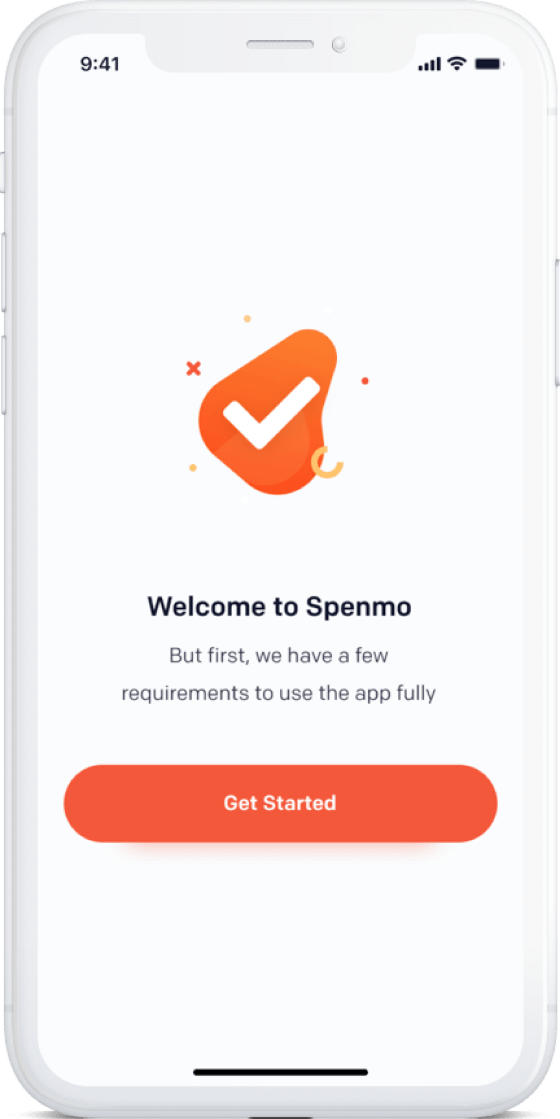 9:41
Welcome to Spenmo
But first, we have a few
requirements to use the app fully
Get Started